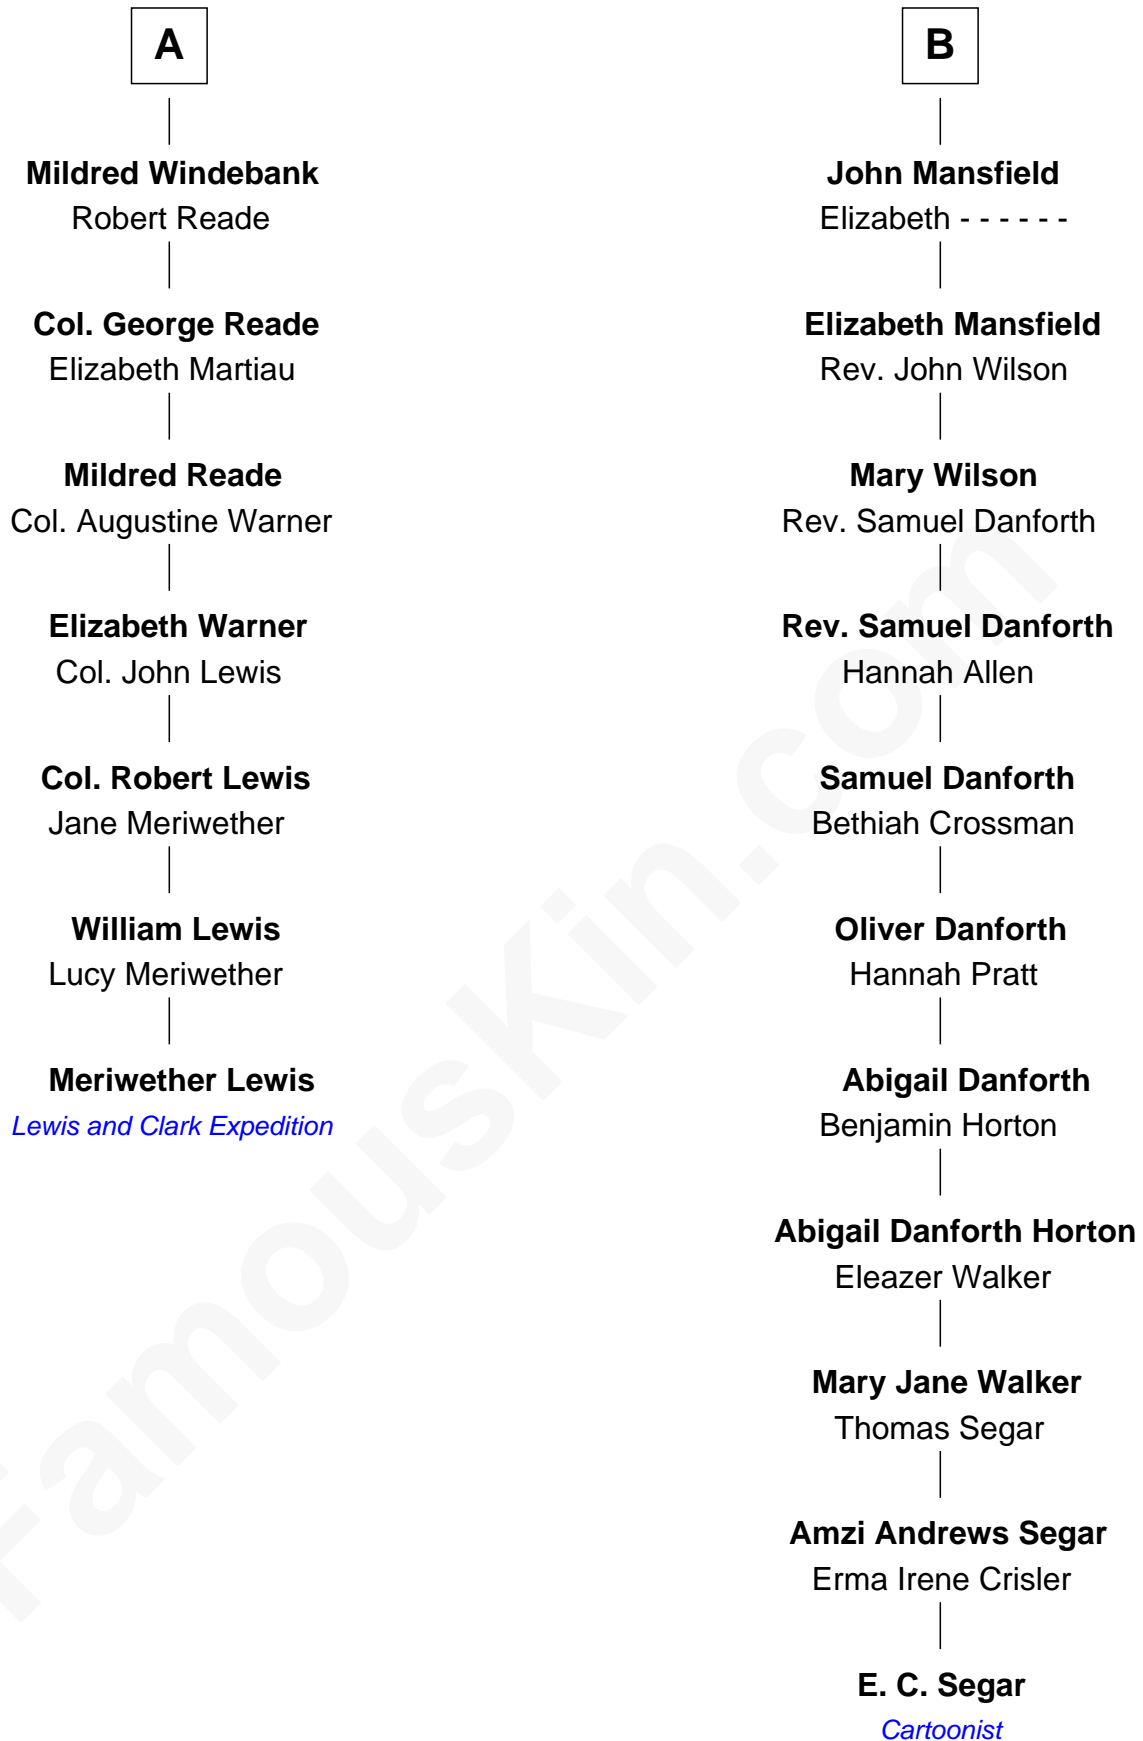 A
Mildred Windebank
Robert Reade
Col. George Reade
Elizabeth Martiau
Mildred Reade
Col. Augustine Warner
Elizabeth Warner
Col. John Lewis
Col. Robert Lewis
Jane Meriwether
William Lewis
Lucy Meriwether
Meriwether Lewis
Lewis and Clark Expedition
B
John Mansfield
Elizabeth - - - - - -
Elizabeth Mansfield
Rev. John Wilson
Mary Wilson
Rev. Samuel Danforth
Rev. Samuel Danforth
Hannah Allen
Samuel Danforth
Bethiah Crossman
Oliver Danforth
Hannah Pratt
Abigail Danforth
Benjamin Horton
Abigail Danforth Horton
Eleazer Walker
Mary Jane Walker
Thomas Segar
Amzi Andrews Segar
Erma Irene Crisler
E. C. Segar
Cartoonist
FamousKin.com